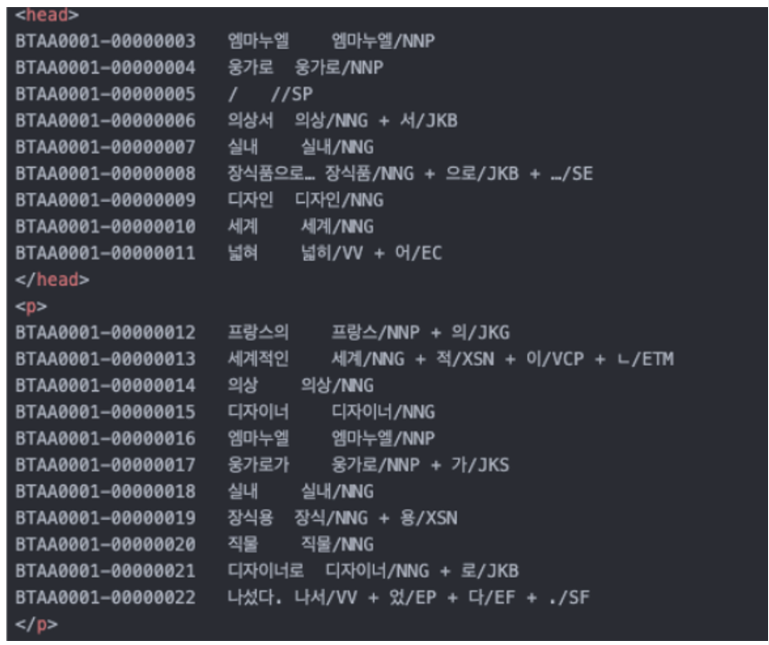 <head>
BTAA0001-00000003 엠마누엘 엠마누엘/NNP
BTAA0001-00000004 웅가로 웅가로/NNP
BTAA0001-00000005 / //SP
BTAA0001-00000006 의상서 의상/NNG + 서/JKB
BTAA0001-00000007 실내 실내/NNG
BTAA0001-00000008 장식품으로… 장식품/NNG + 으로/JKB + …/SE
BTAA0001-00000009 디자인 디자인/NNG
BTAA0001-00000010 세계 세계/NNG
BTAA0001-00000011 넓혀 넓히/VV + 어/EC
</head>
<p>
BTAA0001-00000012 프랑스의 프랑스/NNP + 의/JKG
BTAA0001-00000013 세계적인 세계/NNG + 적/XSN + 이/VCP + ㄴ/ETM
BTAA0001-00000014 의상 의상/NNG
BTAA0001-00000015 디자이너 디자이너/NNG
BTAA0001-00000016 엠마누엘 엠마누엘/NNP
BTAA0001-00000017 웅가로가 웅가로/NNP + 가/JKS
BTAA0001-00000018 실내 실내/NNG
BTAA0001-00000019 장식용 장식/NNG + 용/XSN
BTAA0001-00000020 직물 직물/NNG
BTAA0001-00000021 디자이너로 디자이너/NNG + 로/JKB
BTAA0001-00000022 나섰다. 나서/VV + 었/EP + 다/EF + ./SF
</p>